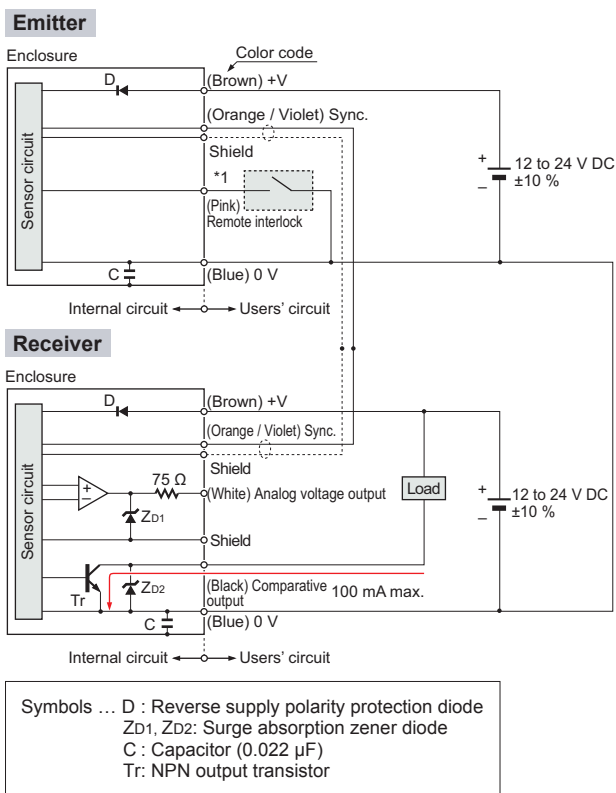 Emitter
Enclosure
Color code
D
(Brown) +V
(Orange / Violet) Sync.
Shield
*1
(Pink)
Remote interlock
Sensor circuit
+
12 to 24 V DC
–
±10 %
C
(Blue) 0 V
Internal circuit
Users' circuit
Receiver
Enclosure
D
(Brown) +V
(Orange / Violet) Sync.
Shield
Sensor circuit
+
–
75 Ω
(White) Analog voltage output
Load
+
12 to 24 V DC
–
±10 %
ZD1
Shield
Tr
ZD2
(Black) Comparative
output
100 mA max.
C
(Blue) 0 V
Internal circuit
Users' circuit
Symbols … D : Reverse supply polarity protection diode
ZD1, ZD2: Surge absorption zener diode
C : Capacitor (0.022 μF)
Tr: NPN output transistor